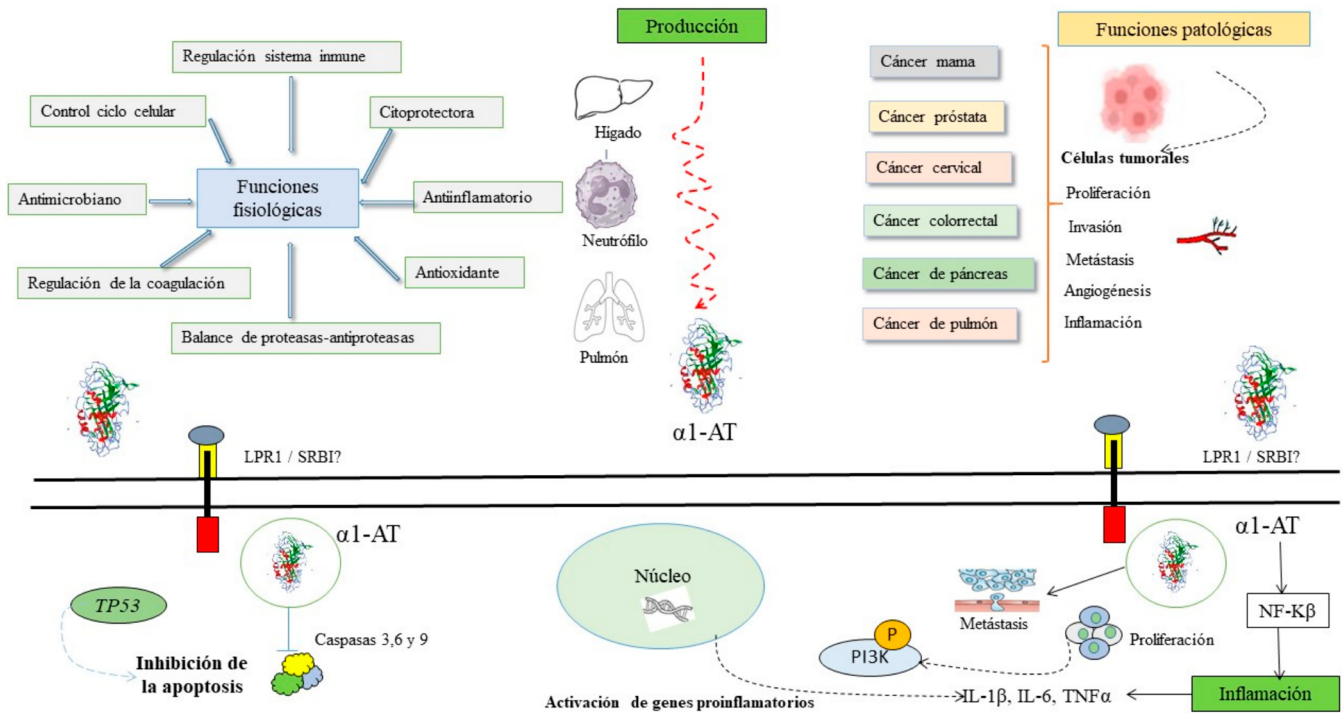 Producción
Funciones patológicas
Regulación sistema inmune
Control ciclo celular
Citoprotectora
Funciones
fisiológicas
Antimicrobiano
Antiinflamatorio
Regulación de la coagulación
Antioxidante
Balance de proteasas-antiproteasas
Hígado
Neutrófilo
Pulmón
α1-AT
Cáncer mama
Cáncer próstata
Cáncer cervical
Cáncer colorrectal
Cáncer de páncreas
Cáncer de pulmón
Células tumorales
Proliferación
Invasión
Metástasis
Angiogénesis
Inflamación
LPR1 / SRBI?
LPR1 / SRBI?
α1-AT
TP53
Caspasas 3,6 y 9
Inhibición de
la apoptosis
Núcleo
Activación de genes proinflamatorios
α1-AT
NF-Kβ
Metástasis
Proliferación
P
PI3K
IL-1β, IL-6, TNFα
Inflamación